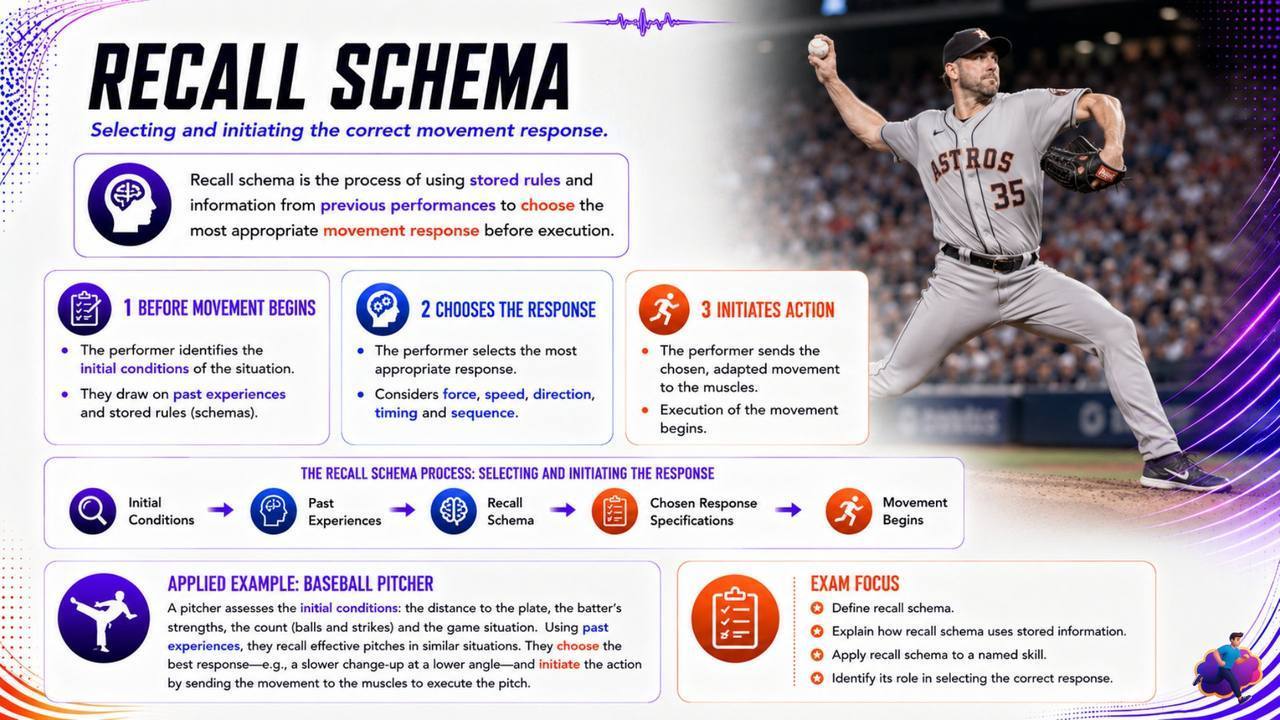 RECALL SCHEMA
Selecting and initiating the correct movement response.
Recall schema is the process of using stored rules and
information from previous performances to choose the
most appropriate movement response before execution.
1 BEFORE MOVEMENT BEGINS
• The performer identifies the
initial conditions of the situation.
• They draw on past experiences
and stored rules (schemas).
2 CHOOSES THE RESPONSE
• The performer selects the most
appropriate response.
• Considers force, speed, direction,
timing and sequence.
3 INITIATES ACTION
• The performer sends the
chosen, adapted movement
to the muscles.
• Execution of the movement
begins.
ASTROS
35
THE RECALL SCHEMA PROCESS: SELECTING AND INITIATING THE RESPONSE
Initial
Conditions
Past
Experiences
Recall
Schema
Chosen Response
Specifications
Movement
Begins
APPLIED EXAMPLE: BASEBALL PITCHER
A pitcher assesses the initial conditions: the distance to the plate, the batter's
strengths, the count (balls and strikes) and the game situation. Using past
experiences, they recall effective pitches in similar situations. They choose the
best response—e.g., a slower change-up at a lower angle—and initiate the action
by sending the movement to the muscles to execute the pitch.
EXAM FOCUS
Define recall schema.
Explain how recall schema uses stored information.
Apply recall schema to a named skill.
Identify its role in selecting the correct response.